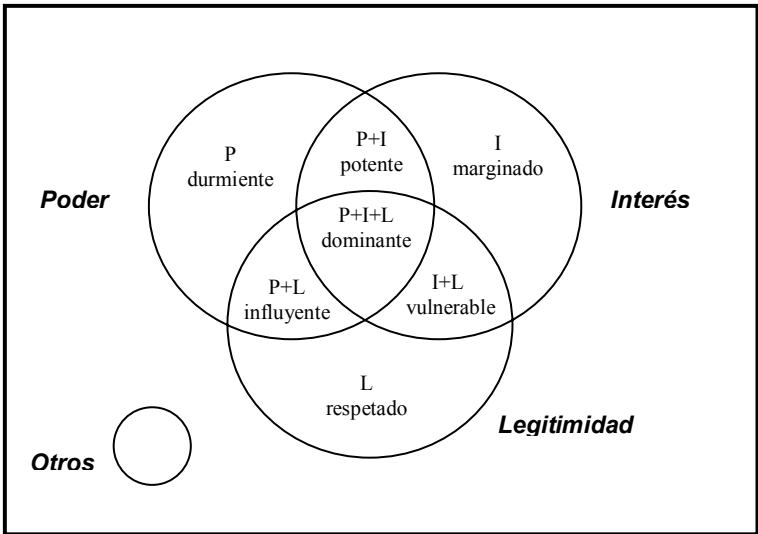 P+I
potente
I
marginado
P
durmiente
Poder
Interés
P+I+L
dominante
P+L
influyente
I+L
vulnerable
L
respetado
Legitimidad
Otros